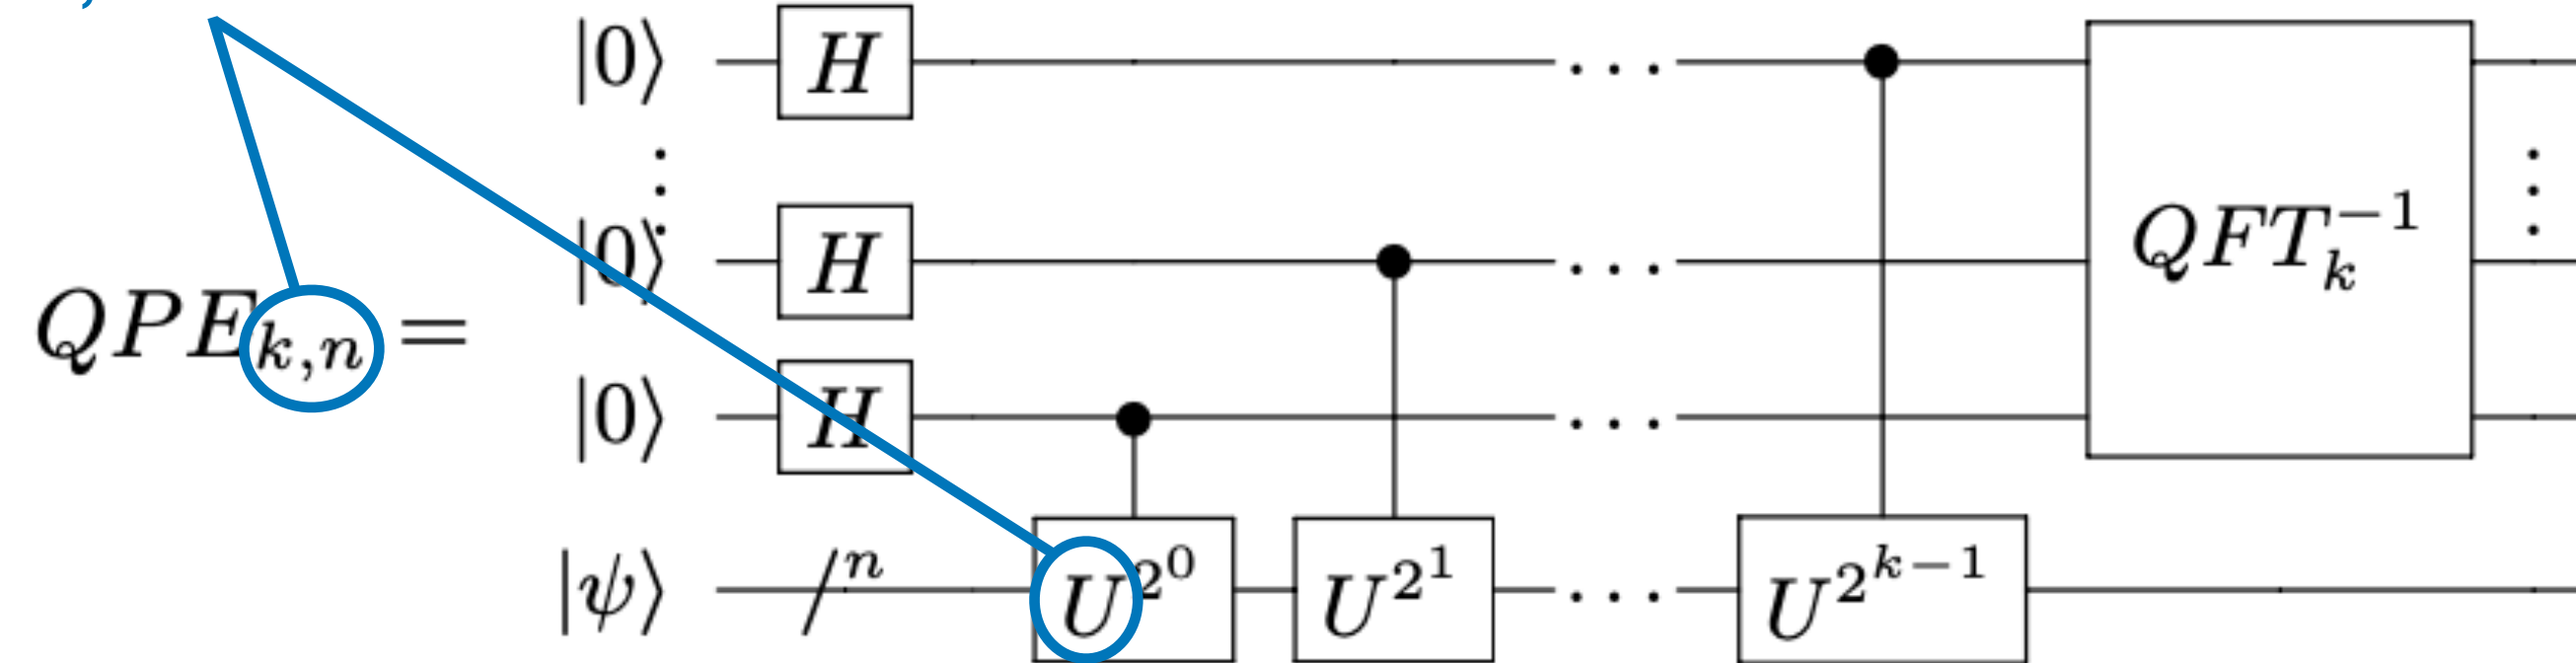 |0⟩ H ··· QFT_k^{-1}
|0⟩ H ···
QPE_{k,n} =
|0⟩ H ···
|ψ⟩ /^n U^{2^0} U^{2^1} ··· U^{2^{k-1}}